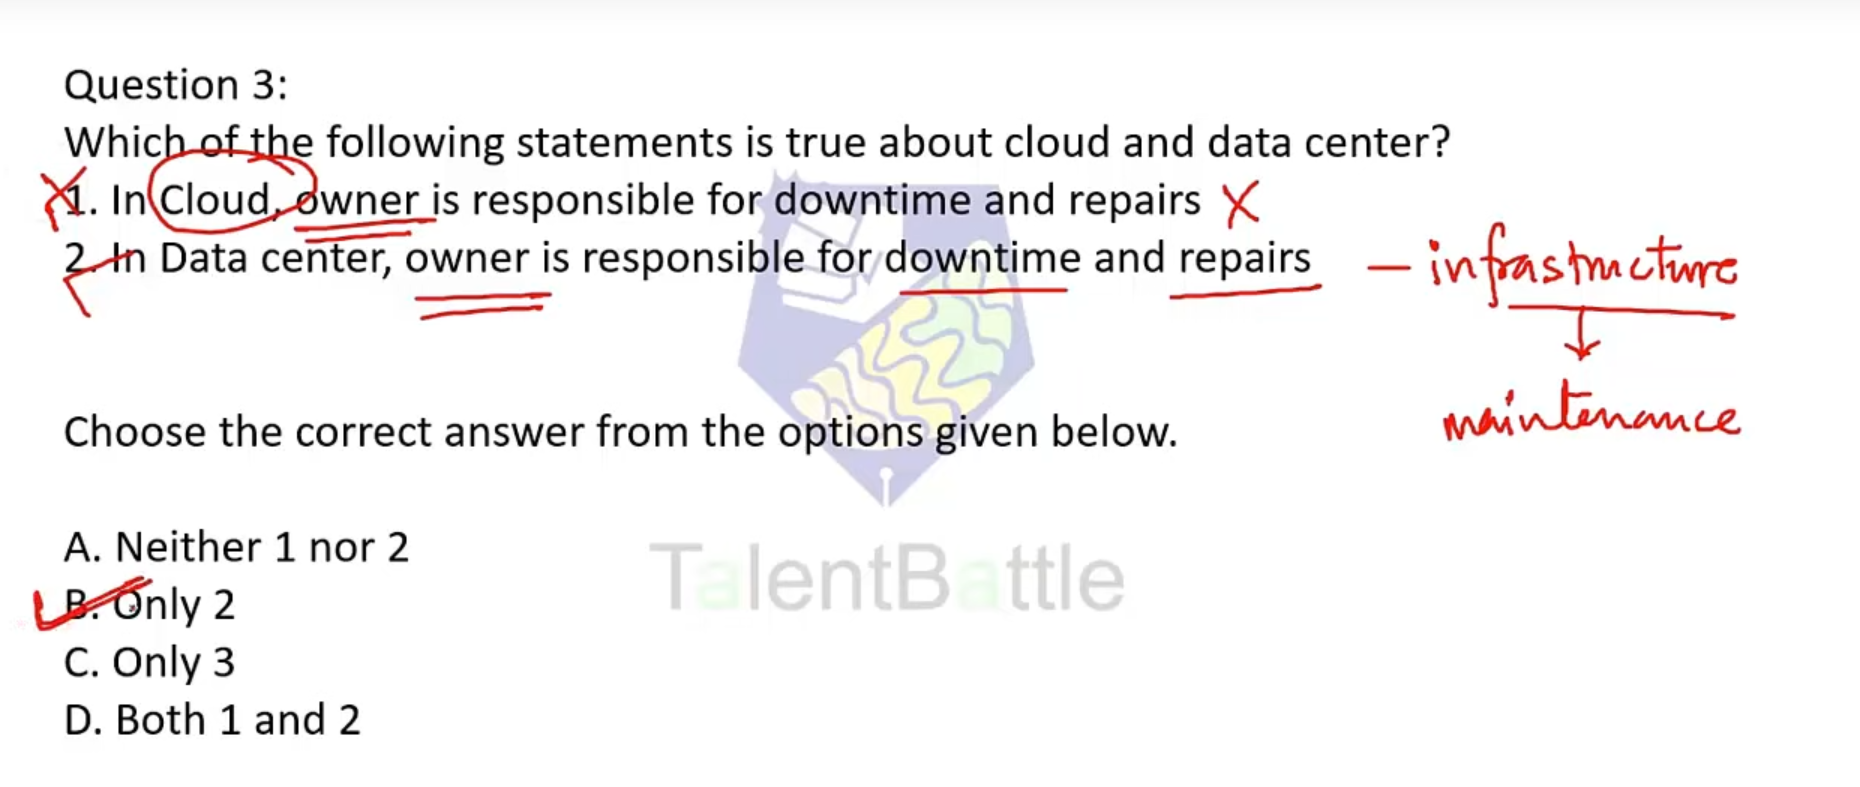 Question 3:
Which of the following statements is true about cloud and data center?
1. In Cloud, owner is responsible for downtime and repairs X
2. In Data center, owner is responsible for downtime and repairs – infrastructure
maintenance
Choose the correct answer from the options given below.
A. Neither 1 nor 2
B. Only 2
C. Only 3
D. Both 1 and 2
TalentBattle